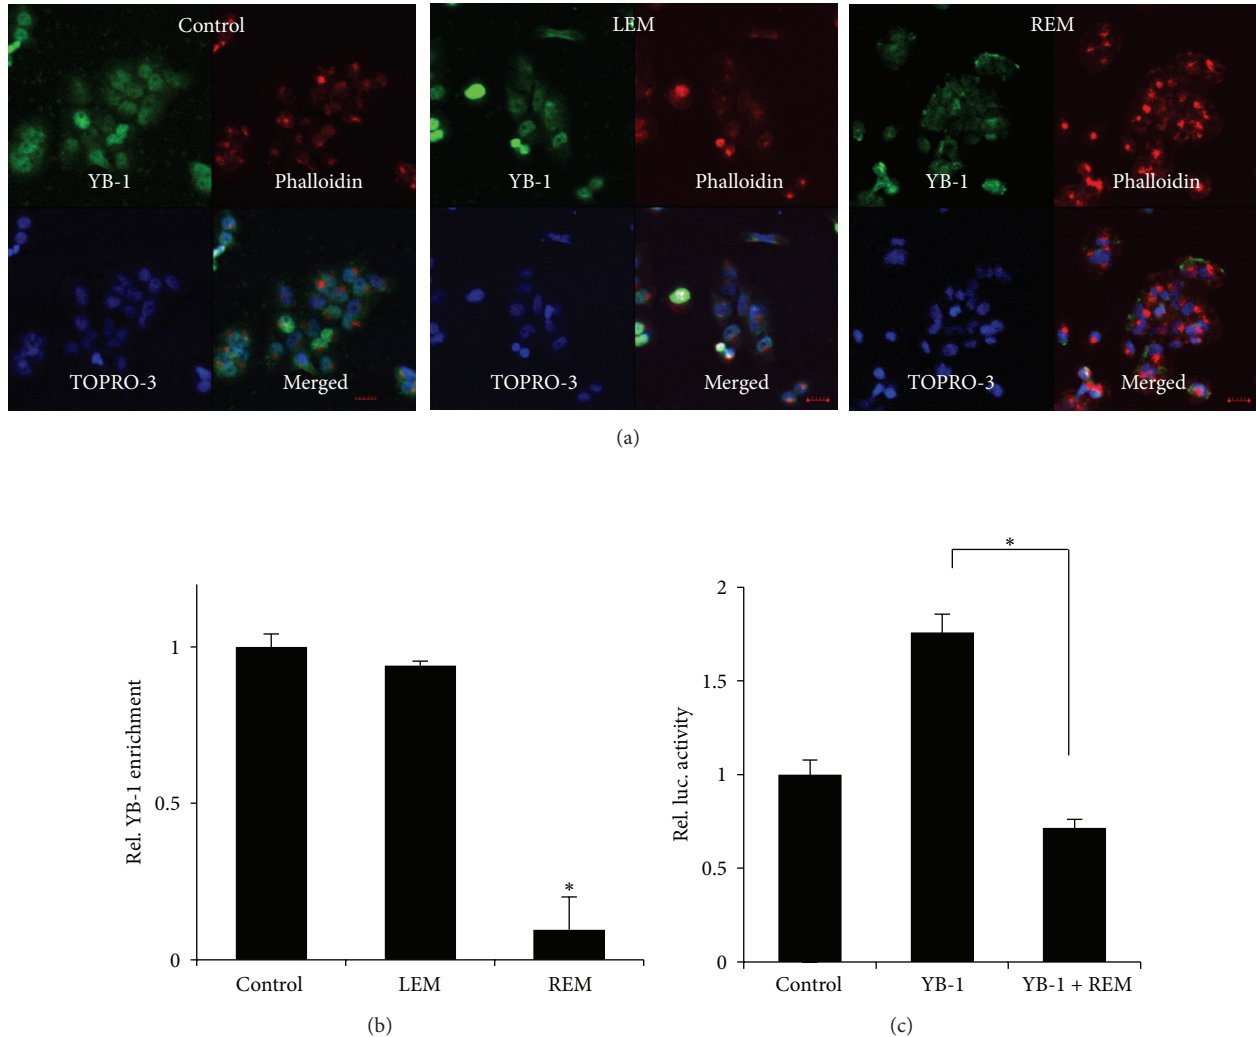 Control
YB-1
Phalloidin
TOPRO-3
Merged
LEM
YB-1
Phalloidin
TOPRO-3
Merged
REM
YB-1
Phalloidin
TOPRO-3
Merged
(a)
Rel. YB-1 enrichment
1
0.5
0
*
Control
LEM
REM
(b)
Rel. luc. activity
2
1.5
1
0.5
0
*
Control
YB-1
YB-1 + REM
(c)